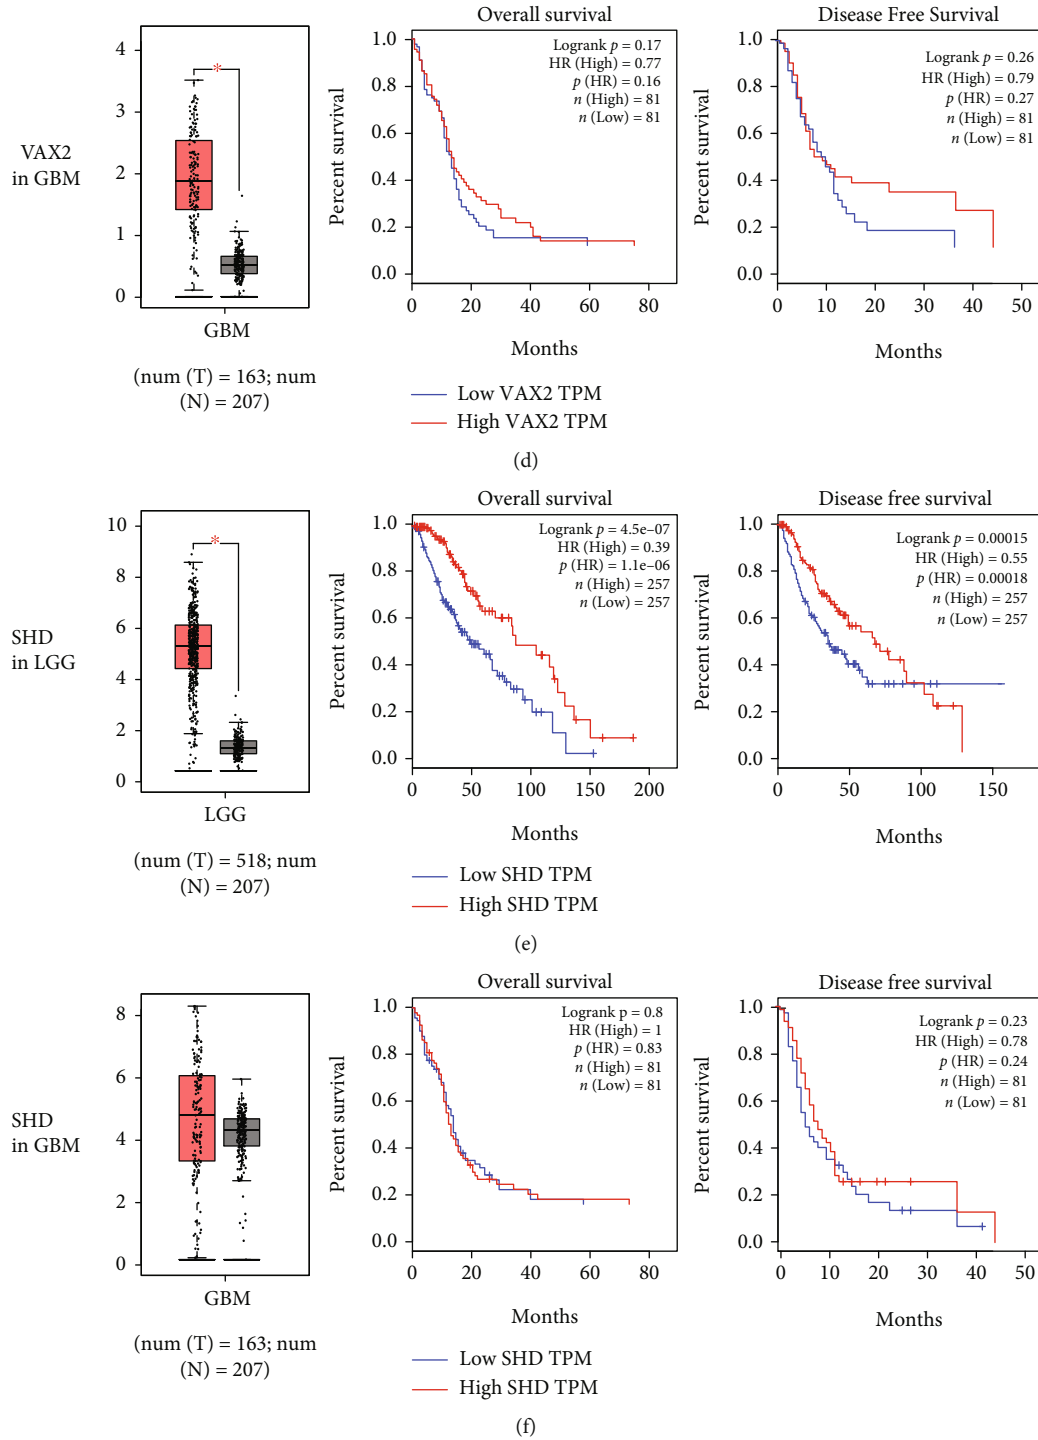 VAX2
in GBM
4
3
2
1
0
*
GBM
(num (T) = 163; num
(N) = 207)
Overall survival
Percent survival
1.0
0.8
0.6
0.4
0.2
0.0
Logrank p = 0.17
HR (High) = 0.77
p (HR) = 0.16
n (High) = 81
n (Low) = 81
0 20 40 60 80
Months
Disease Free Survival
Percent survival
1.0
0.8
0.6
0.4
0.2
0.0
Logrank p = 0.26
HR (High) = 0.79
p (HR) = 0.27
n (High) = 81
n (Low) = 81
0 10 20 30 40 50
Months
Low VAX2 TPM
High VAX2 TPM
(d)
SHD
in LGG
10
8
6
4
2
0
*
LGG
(num (T) = 518; num
(N) = 207)
Overall survival
Percent survival
1.0
0.8
0.6
0.4
0.2
0.0
Logrank p = 4.5e–07
HR (High) = 0.39
p (HR) = 1.1e–06
n (High) = 257
n (Low) = 257
0 50 100 150 200
Months
Disease free survival
Percent survival
1.0
0.8
0.6
0.4
0.2
0.0
Logrank p = 0.00015
HR (High) = 0.55
p (HR) = 0.00018
n (High) = 257
n (Low) = 257
0 50 100 150
Months
Low SHD TPM
High SHD TPM
(e)
SHD
in GBM
8
6
4
2
0
GBM
(num (T) = 163; num
(N) = 207)
Overall survival
Percent survival
1.0
0.8
0.6
0.4
0.2
0.0
Logrank p = 0.8
HR (High) = 1
p (HR) = 0.83
n (High) = 81
n (Low) = 81
0 20 40 60 80
Months
Disease free survival
Percent survival
1.0
0.8
0.6
0.4
0.2
0.0
Logrank p = 0.23
HR (High) = 0.78
p (HR) = 0.24
n (High) = 81
n (Low) = 81
0 10 20 30 40 50
Months
Low SHD TPM
High SHD TPM
(f)